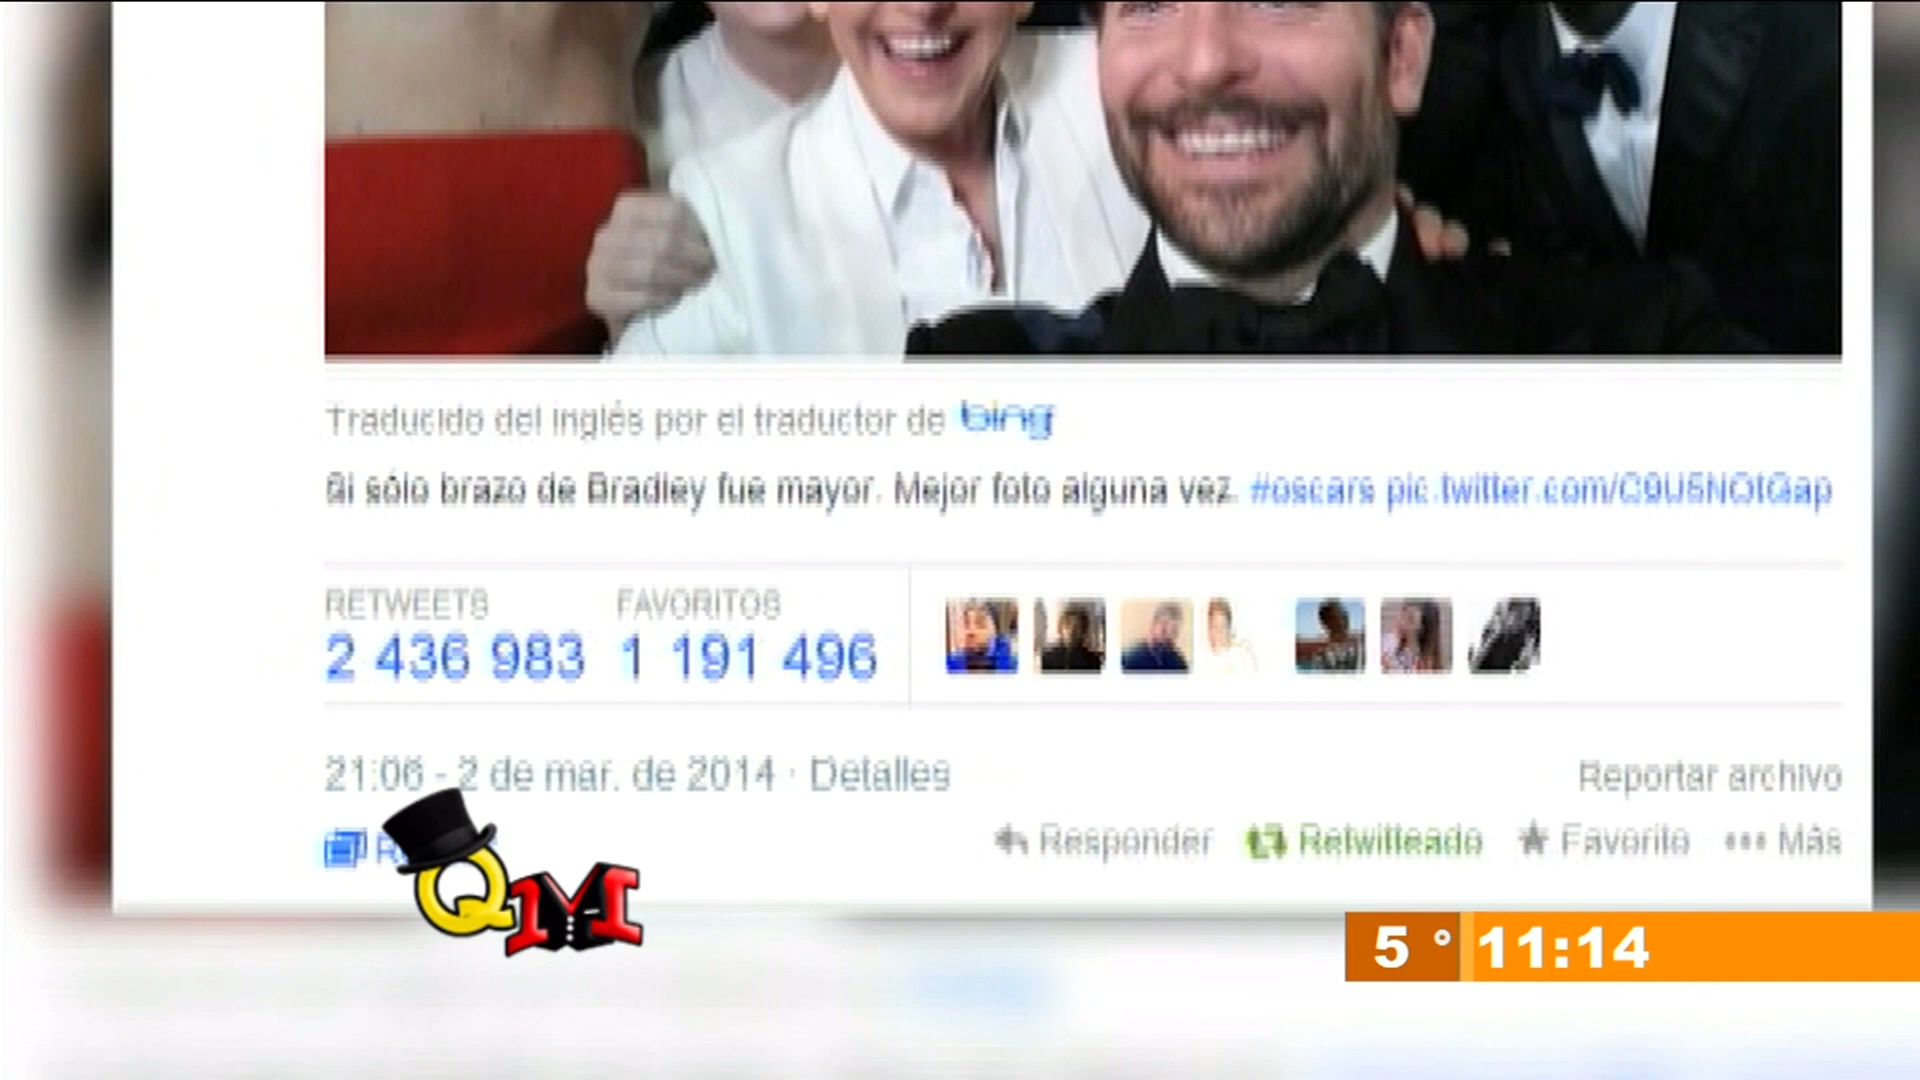 Traducido del inglés por el traductor de bing
Si sólo brazo de Bradley fue mayor. Mejor foto alguna vez. #oscars pic.twitter.com/C9U5NOtGap
RETWEETS FAVORITOS
2 436 983 1 191 496
21:06 - 2 de mar. de 2014 · Detalles
Reportar archivo
Responder Retwitteado Favorito Más
QM
5 ° 11:14